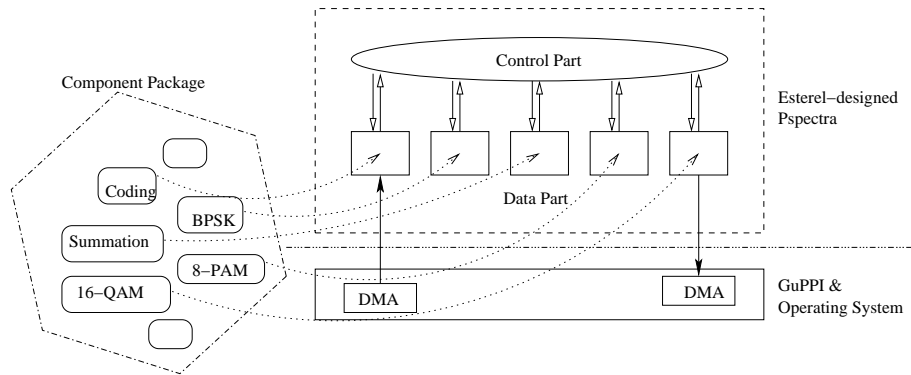 Control Part
Component Package
Esterel-designed
Pspectra
Coding
Data Part
BPSK
Summation
8-PAM
16-QAM
DMA
DMA
GuPPI &
Operating System